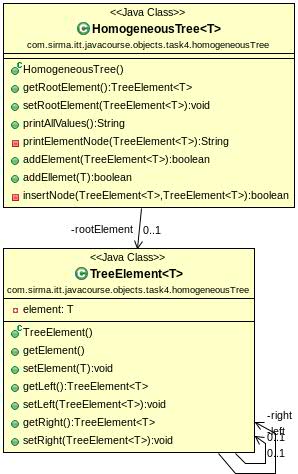 <<Java Class>>
HomogeneousTree<T>
com.sirma.itt.javacourse.objects.task4.homogeneousTree
HomogeneousTree()
getRootElement():TreeElement<T>
setRootElement(TreeElement<T>):void
printAllValues():String
printElementNode(TreeElement<T>):String
addElement(TreeElement<T>):boolean
addEllemet(T):boolean
insertNode(TreeElement<T>,TreeElement<T>):boolean
-rootElement 0..1
<<Java Class>>
TreeElement<T>
com.sirma.itt.javacourse.objects.task4.homogeneousTree
element: T
TreeElement()
getElement()
setElement(T):void
getLeft():TreeElement<T>
setLeft(TreeElement<T>):void
getRight():TreeElement<T>
setRight(TreeElement<T>):void
-right
-left
0..1
0..1